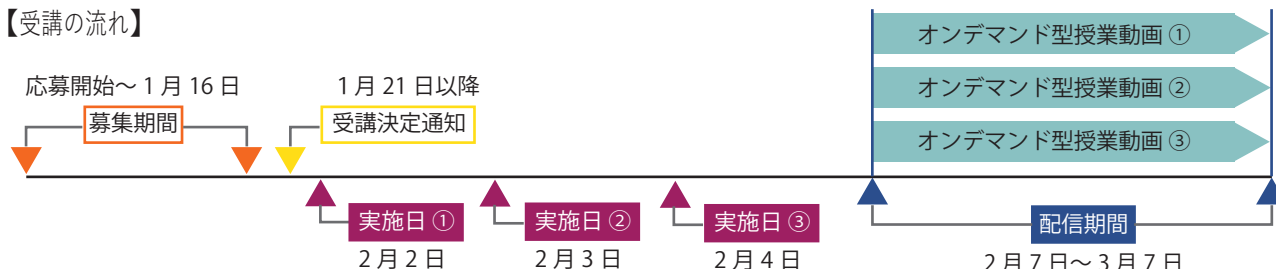 【受講の流れ】
応募開始〜1月16日
募集期間
1月21日以降
受講決定通知
実施日①
2月2日
実施日②
2月3日
実施日③
2月4日
オンデマンド型授業動画①
オンデマンド型授業動画②
オンデマンド型授業動画③
配信期間
2月7日〜3月7日